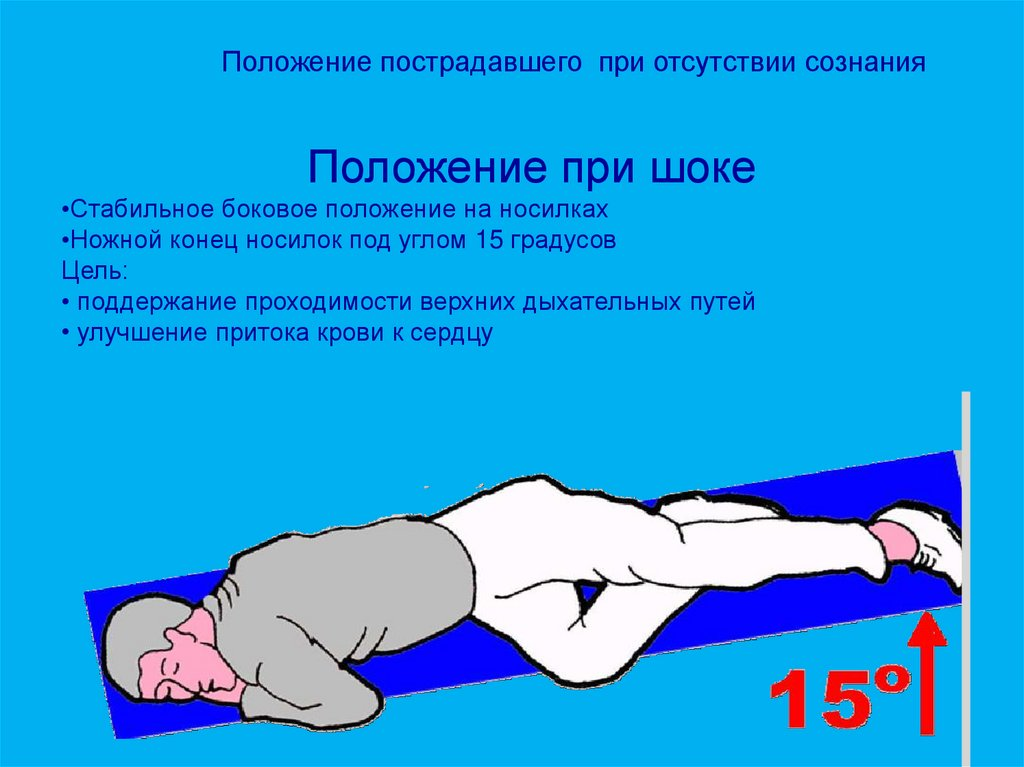 Положение пострадавшего при отсутствии сознания
Положение при шоке
•Стабильное боковое положение на носилках
•Ножной конец носилок под углом 15 градусов
Цель:
• поддержание проходимости верхних дыхательных путей
• улучшение притока крови к сердцу
15º